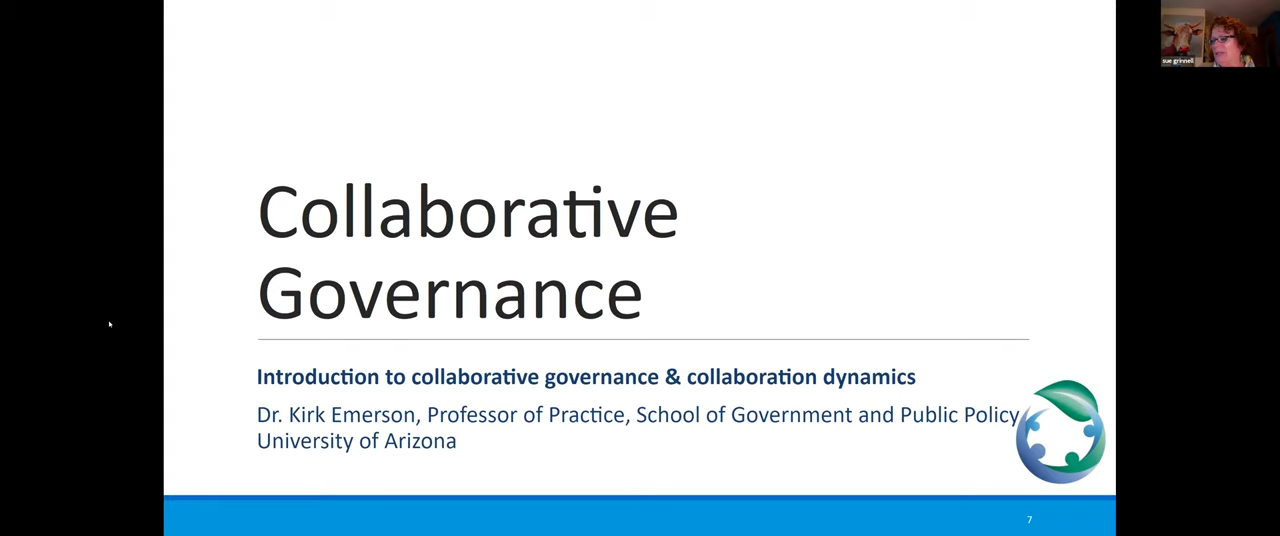 sue grinnell
Collaborative
Governance
Introduction to collaborative governance & collaboration dynamics
Dr. Kirk Emerson, Professor of Practice, School of Government and Public Policy
University of Arizona
7